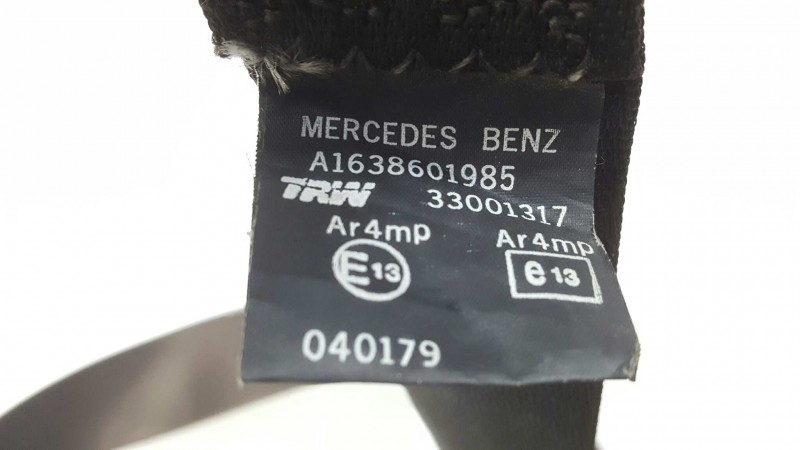 MERCEDES BENZ
A1638601985
TRW 33001317
Ar4mp Ar4mp
E13 e13
040179